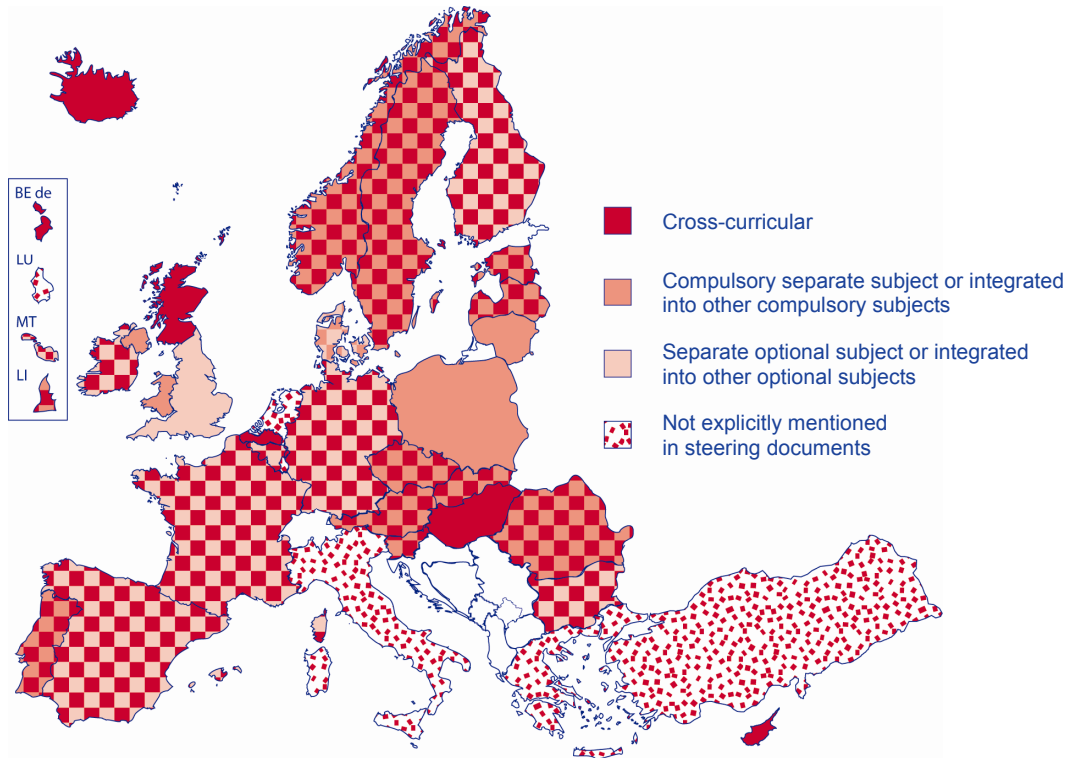 BE de
LU
MT
LI
Cross-curricular
Compulsory separate subject or integrated
into other compulsory subjects
Separate optional subject or integrated
into other optional subjects
Not explicitly mentioned
in steering documents